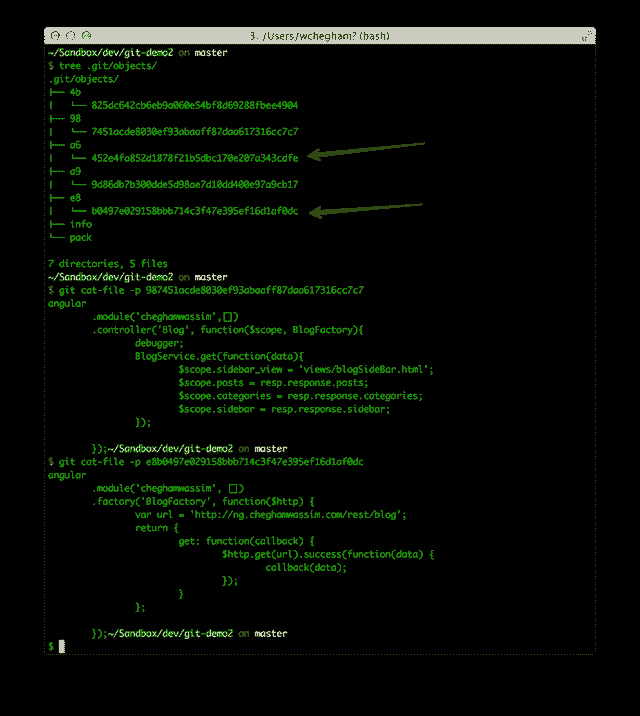 3. /Users/wchegham7 (bash)
~/Sandbox/dev/git-demo2 on master
$ tree .git/objects/
.git/objects/
├── 4b
│   └── 825dc642cb6eb9a060e54bf8d69288fbee4904
├── 98
│   └── 7451acde8030ef93abaaff87daa617316cc7c7
├── a6
│   └── 452e4fa852d1878f21b5dbc170e207a343cdfe
├── a9
│   └── 9d86db7b300dde5d98ae7d10dd400e97a9cb17
├── e8
│   └── b0497e029158bbb714c3f47e395ef16d1af0dc
├── info
└── pack
7 directories, 5 files
~/Sandbox/dev/git-demo2 on master
$ git cat-file -p 987451acde8030ef93abaaff87daa617316cc7c7
angular
.module('cheghamwassim',[])
.controller('Blog', function($scope, BlogFactory){
debugger;
BlogService.get(function(data){
$scope.sidebar_view = 'views/blogSideBar.html';
$scope.posts = resp.response.posts;
$scope.categories = resp.response.categories;
$scope.sidebar = resp.response.sidebar;
});
});~/Sandbox/dev/git-demo2 on master
$ git cat-file -p e8b0497e029158bbb714c3f47e395ef16d1af0dc
angular
.module('cheghamwassim', [])
.factory('BlogFactory', function($http) {
var url = 'http://ng.cheghamwassim.com/rest/blog';
return {
get: function(callback) {
$http.get(url).success(function(data) {
callback(data);
});
}
};
});~/Sandbox/dev/git-demo2 on master
$